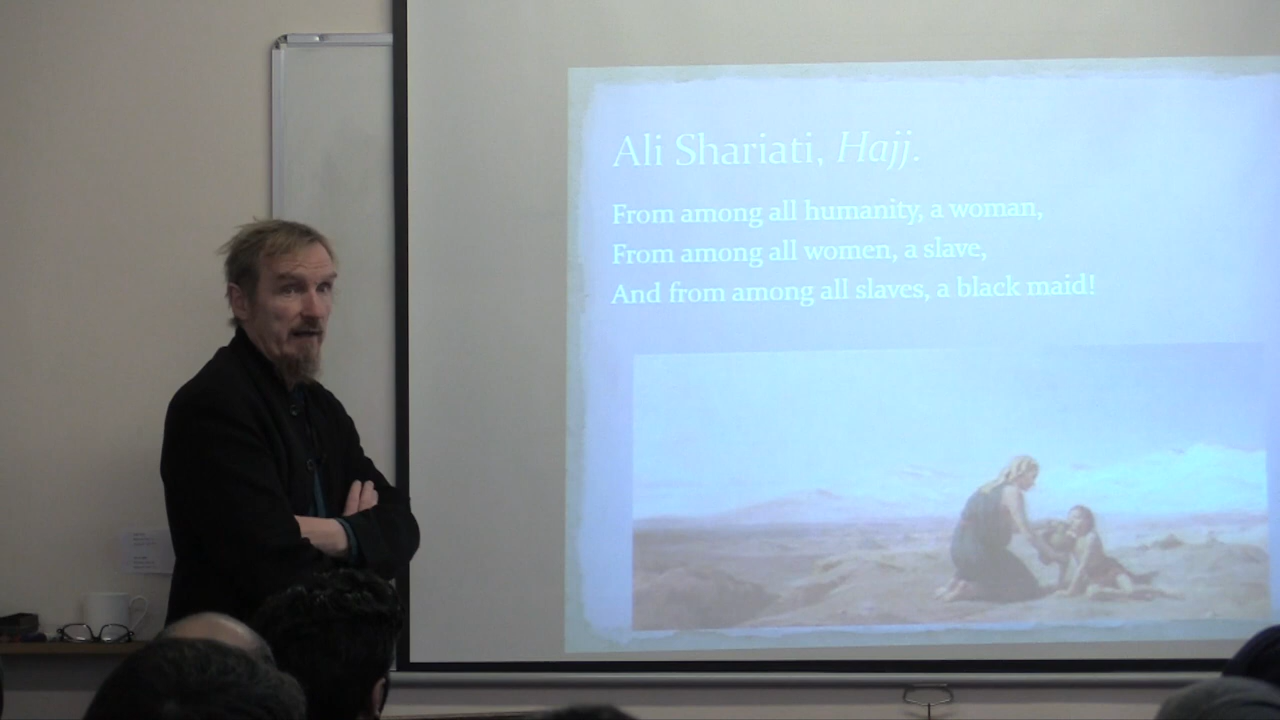 Ali Shariati, Hajj.
From among all humanity, a woman,
From among all women, a slave,
And from among all slaves, a black maid!